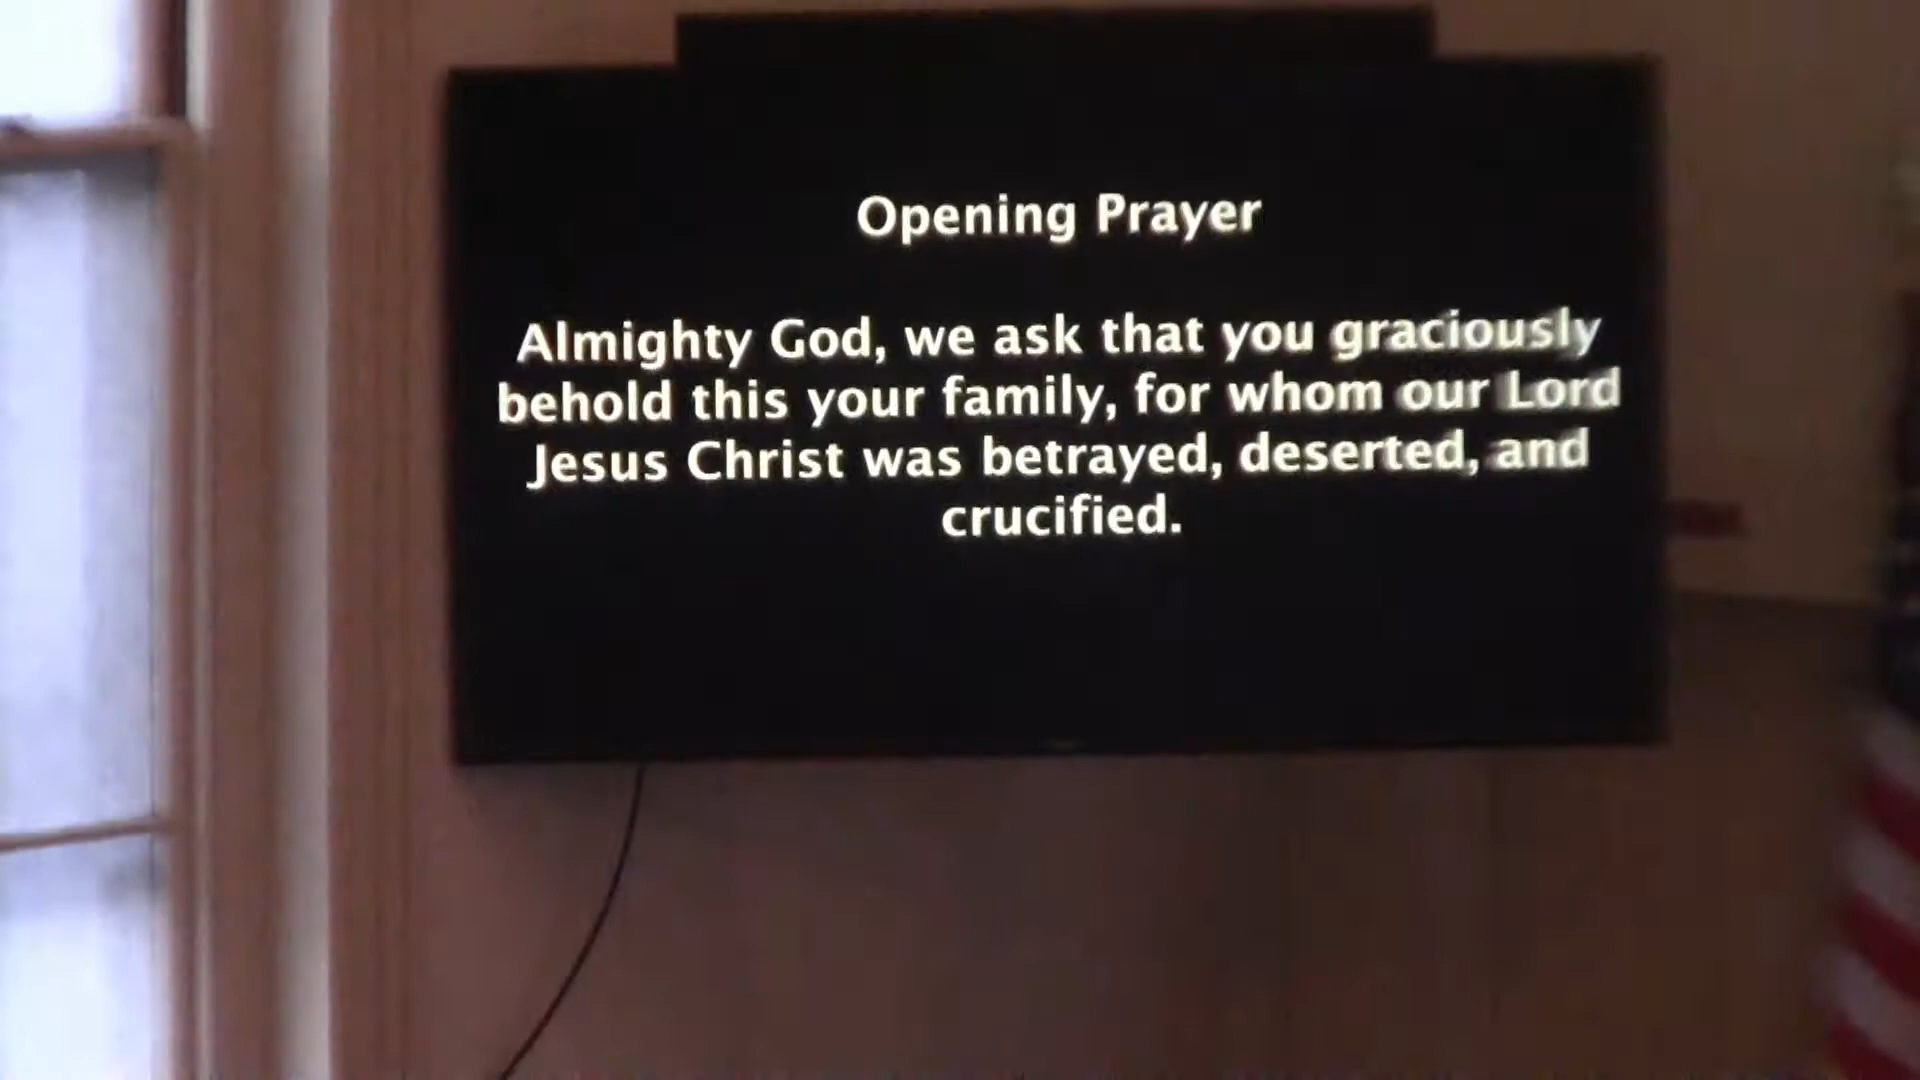 Opening Prayer
Almighty God, we ask that you graciously
behold this your family, for whom our Lord
Jesus Christ was betrayed, deserted, and
crucified.